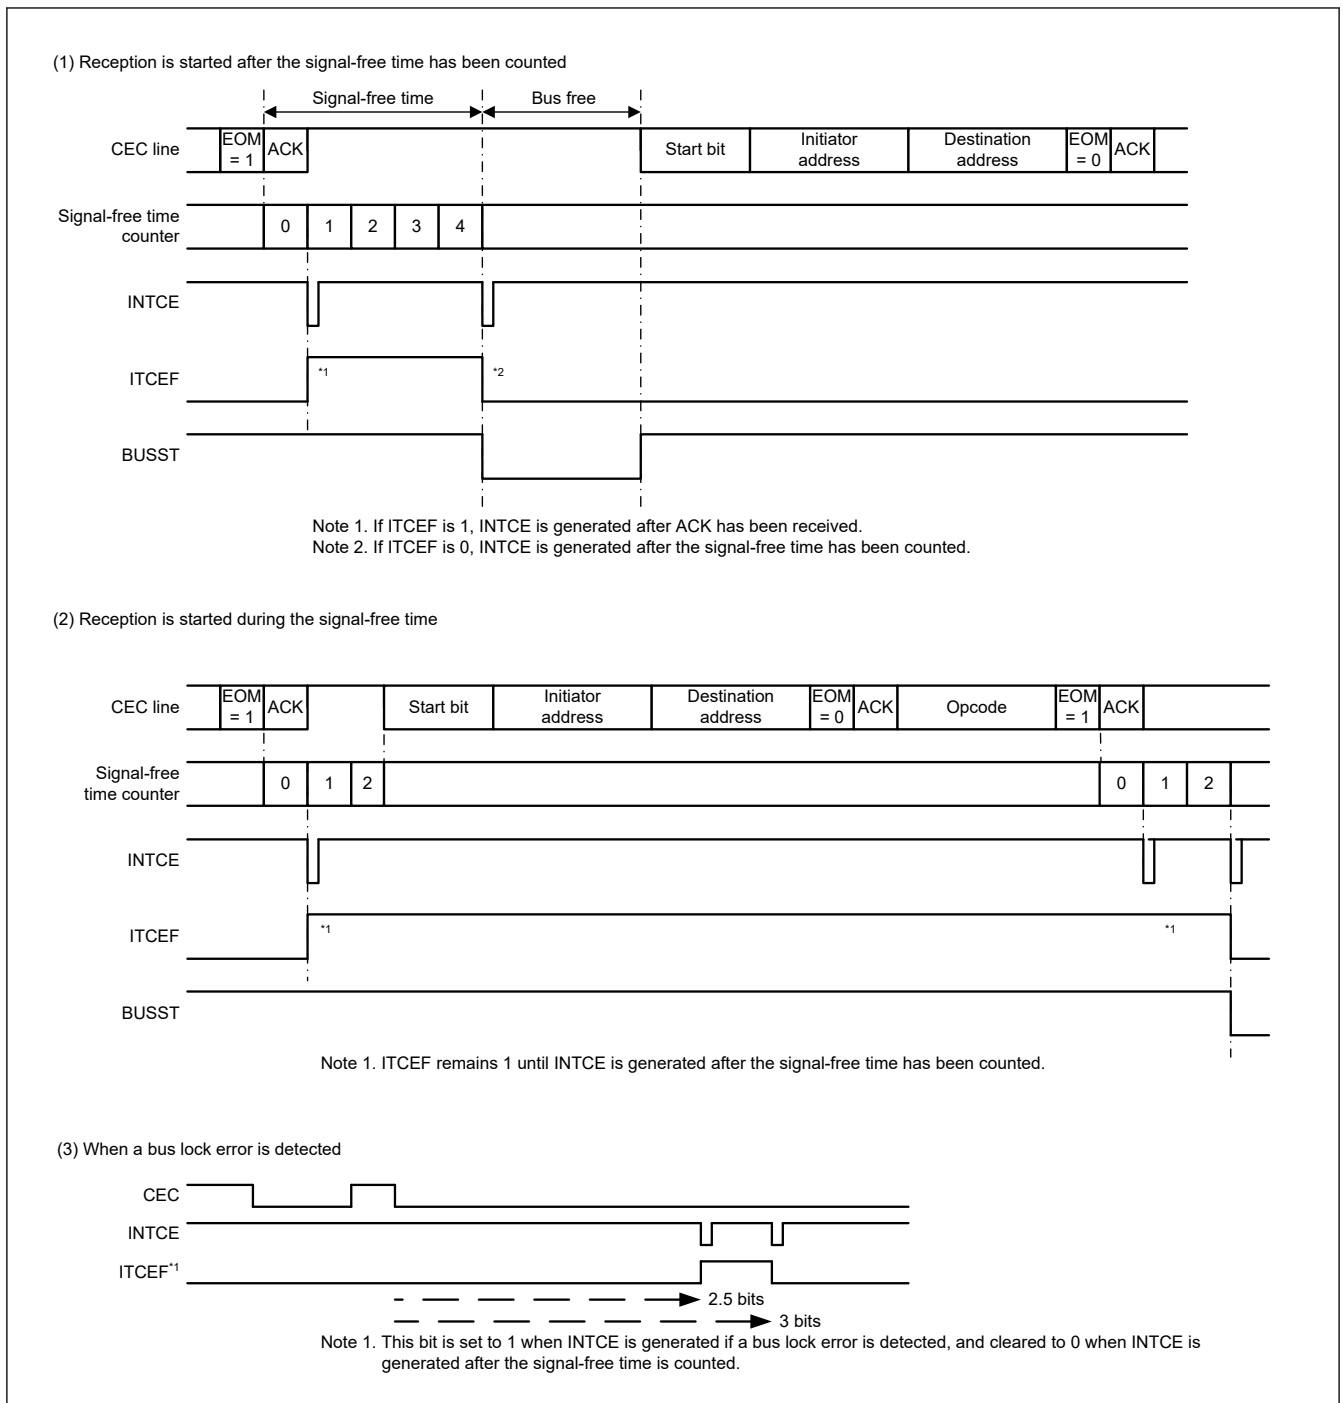 (1) Reception is started after the signal-free time has been counted
Signal-free time
Bus free
CEC line
EOM
= 1
ACK
Start bit
Initiator
address
Destination
address
EOM
= 0
ACK
Signal-free time
counter
0
1
2
3
4
INTCE
ITCEF
*1
*2
BUSST
Note 1. If ITCEF is 1, INTCE is generated after ACK has been received.
Note 2. If ITCEF is 0, INTCE is generated after the signal-free time has been counted.
(2) Reception is started during the signal-free time
CEC line
EOM
= 1
ACK
Start bit
Initiator
address
Destination
address
EOM
= 0
ACK
Opcode
EOM
= 1
ACK
Signal-free
time counter
0
1
2
0
1
2
INTCE
ITCEF
*1
*1
BUSST
Note 1. ITCEF remains 1 until INTCE is generated after the signal-free time has been counted.
(3) When a bus lock error is detected
CEC
INTCE
ITCEF*1
2.5 bits
3 bits
Note 1. This bit is set to 1 when INTCE is generated if a bus lock error is detected, and cleared to 0 when INTCE is
generated after the signal-free time is counted.